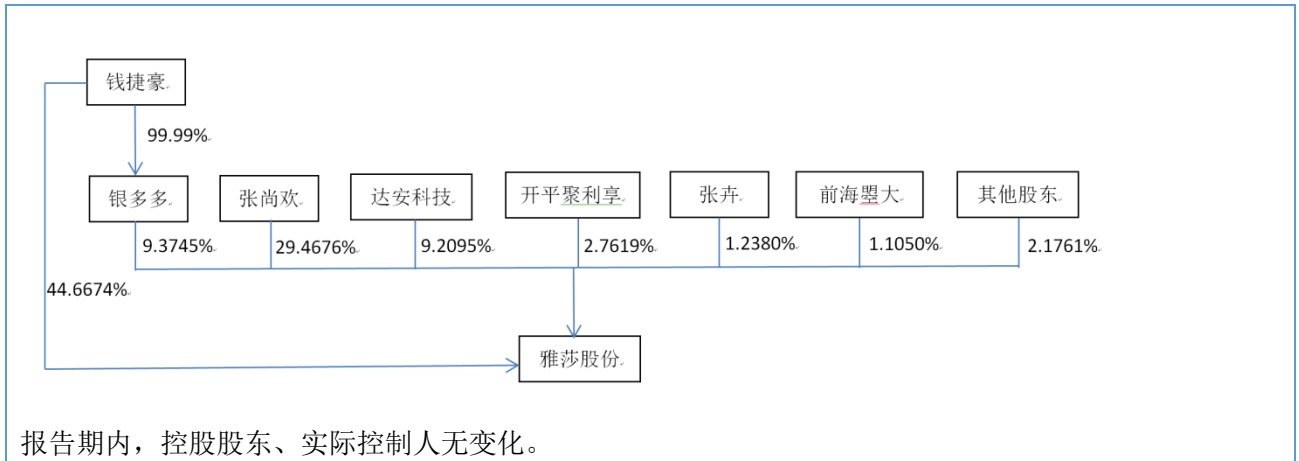 钱捷豪
99.99%
银多多 张尚欢 达安科技 开平聚利享 张卉 前海曌大 其他股东
9.3745% 29.4676% 9.2095% 2.7619% 1.2380% 1.1050% 2.1761%
44.6674%
雅莎股份
报告期内，控股股东、实际控制人无变化。